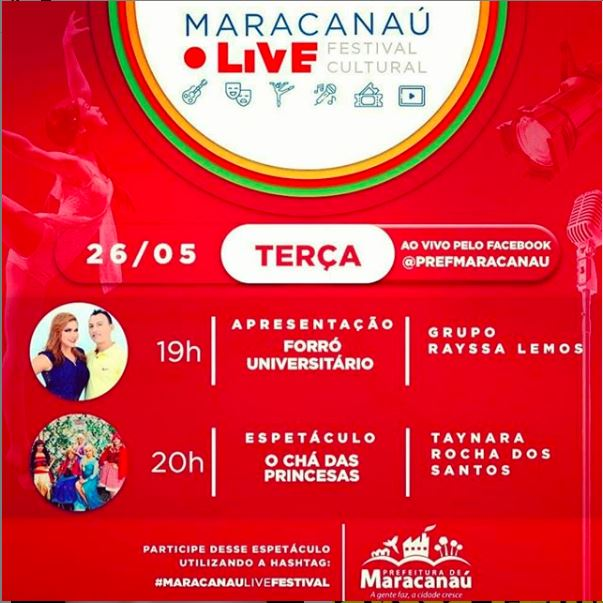 MARACANAÚ
LiVE FESTIVAL
CULTURAL
26/05
TERÇA
AO VIVO PELO FACEBOOK
@PREFMARACANAU
19h
APRESENTAÇÃO
FORRÓ
UNIVERSITÁRIO
GRUPO
RAYSSA LEMOS
20h
ESPETÁCULO
O CHÁ DAS
PRINCESAS
TAYNARA
ROCHA DOS
SANTOS
PARTICIPE DESSE ESPETÁCULO
UTILIZANDO A HASHTAG:
#MARACANAULIVEFESTIVAL
PREFEITURA DE
Maracanaú
A gente faz, a cidade cresce